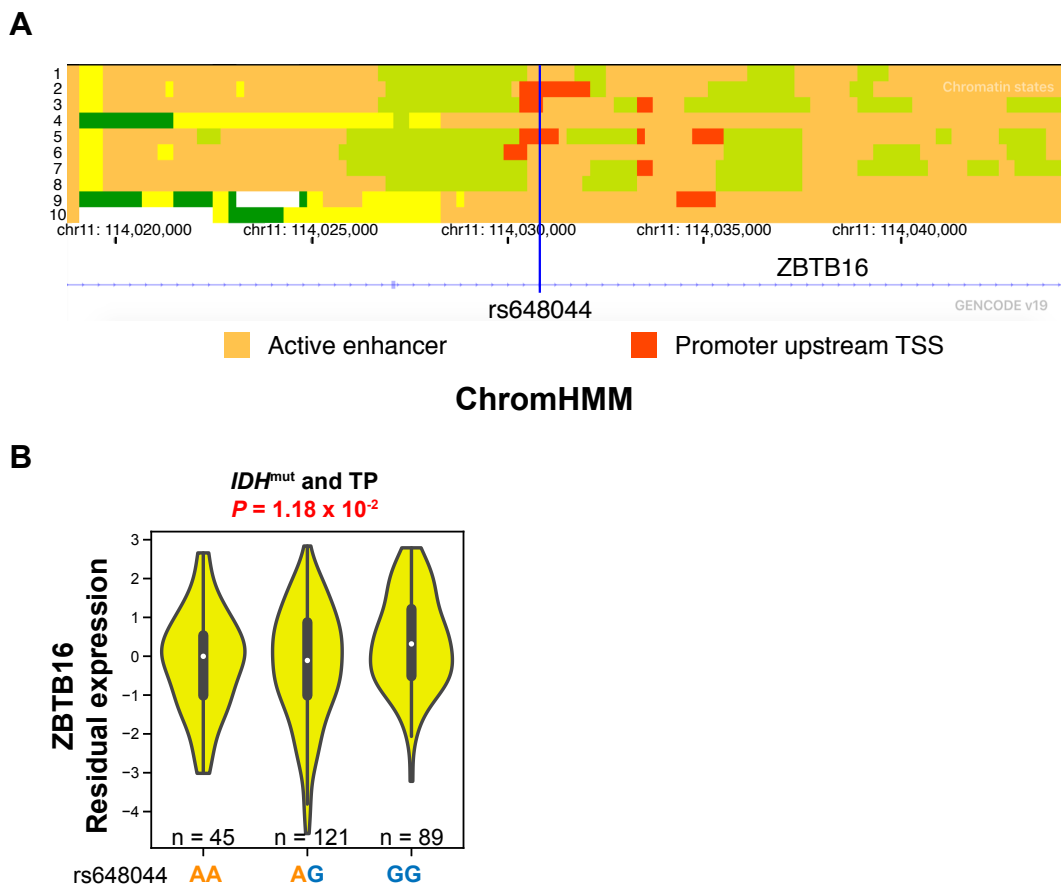 A
1
2
3
4
5
6
7
8
9
10
Chromatin states
chr11: 114,020,000 chr11: 114,025,000 chr11: 114,030,000 chr11: 114,035,000 chr11: 114,040,000
ZBTB16
rs648044
GENCODE v19
Active enhancer Promoter upstream TSS
ChromHMM
B
IDHmut and TP
P = 1.18 x 10-2
ZBTB16
Residual expression
3
2
1
0
−1
−2
−3
−4
n = 45 n = 121 n = 89
rs648044 AA AG GG